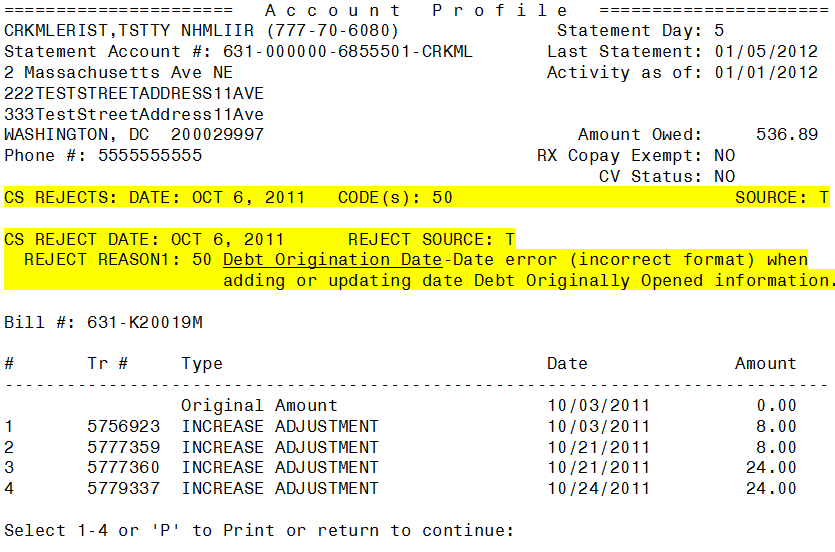 ======================   A c c o u n t   P r o f i l e   ======================
CRKMLERIST,TSTTY NHMLIIR (777-70-6080)               Statement Day: 5
Statement Account #: 631-000000-6855501-CRKML       Last Statement: 01/05/2012
2 Massachusetts Ave NE                              Activity as of: 01/01/2012
222TESTSTREETADDRESS11AVE
333TestStreetAddress11Ave
WASHINGTON, DC  200029997                              Amount Owed:     536.89
Phone #: 5555555555                                RX Copay Exempt: NO
                                                         CV Status: NO
CS REJECTS: DATE: OCT 6, 2011   CODE(s): 50                           SOURCE: T
CS REJECT DATE: OCT 6, 2011      REJECT SOURCE: T
  REJECT REASON1: 50 Debt Origination Date-Date error (incorrect format) when
                     adding or updating date Debt Originally Opened information.
Bill #: 631-K20019M
#       Tr #     Type                               Date              Amount
-------------------------------------------------------------------------------
                 Original Amount                    10/03/2011          0.00
1       5756923  INCREASE ADJUSTMENT                10/03/2011          8.00
2       5777359  INCREASE ADJUSTMENT                10/21/2011          8.00
3       5777360  INCREASE ADJUSTMENT                10/21/2011         24.00
4       5779337  INCREASE ADJUSTMENT                10/24/2011         24.00
Select 1-4 or 'P' to Print or return to continue: